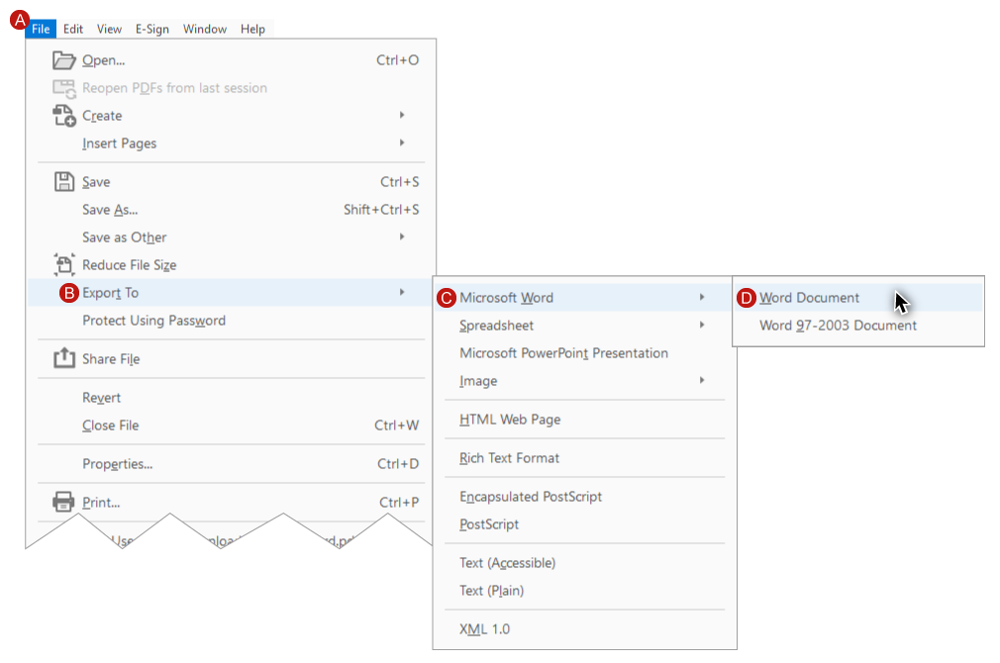 A File Edit View E-Sign Window Help
Open... Ctrl+O
Reopen PDFs from last session
Create
Insert Pages
Save Ctrl+S
Save As... Shift+Ctrl+S
Save as Other
Reduce File Size
B Export To
Protect Using Password
Share File
Revert
Close File Ctrl+W
Properties... Ctrl+D
Print... Ctrl+P
C Microsoft Word
Spreadsheet
Microsoft PowerPoint Presentation
Image
HTML Web Page
Rich Text Format
Encapsulated PostScript
PostScript
Text (Accessible)
Text (Plain)
XML 1.0
D Word Document
Word 97-2003 Document